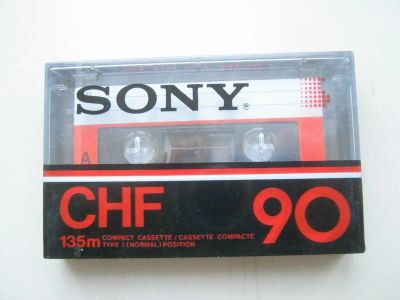 SONY®
A
CHF 90
135m COMPACT CASSETTE / CASSETTE COMPACTE
TYPE I (NORMAL) POSITION